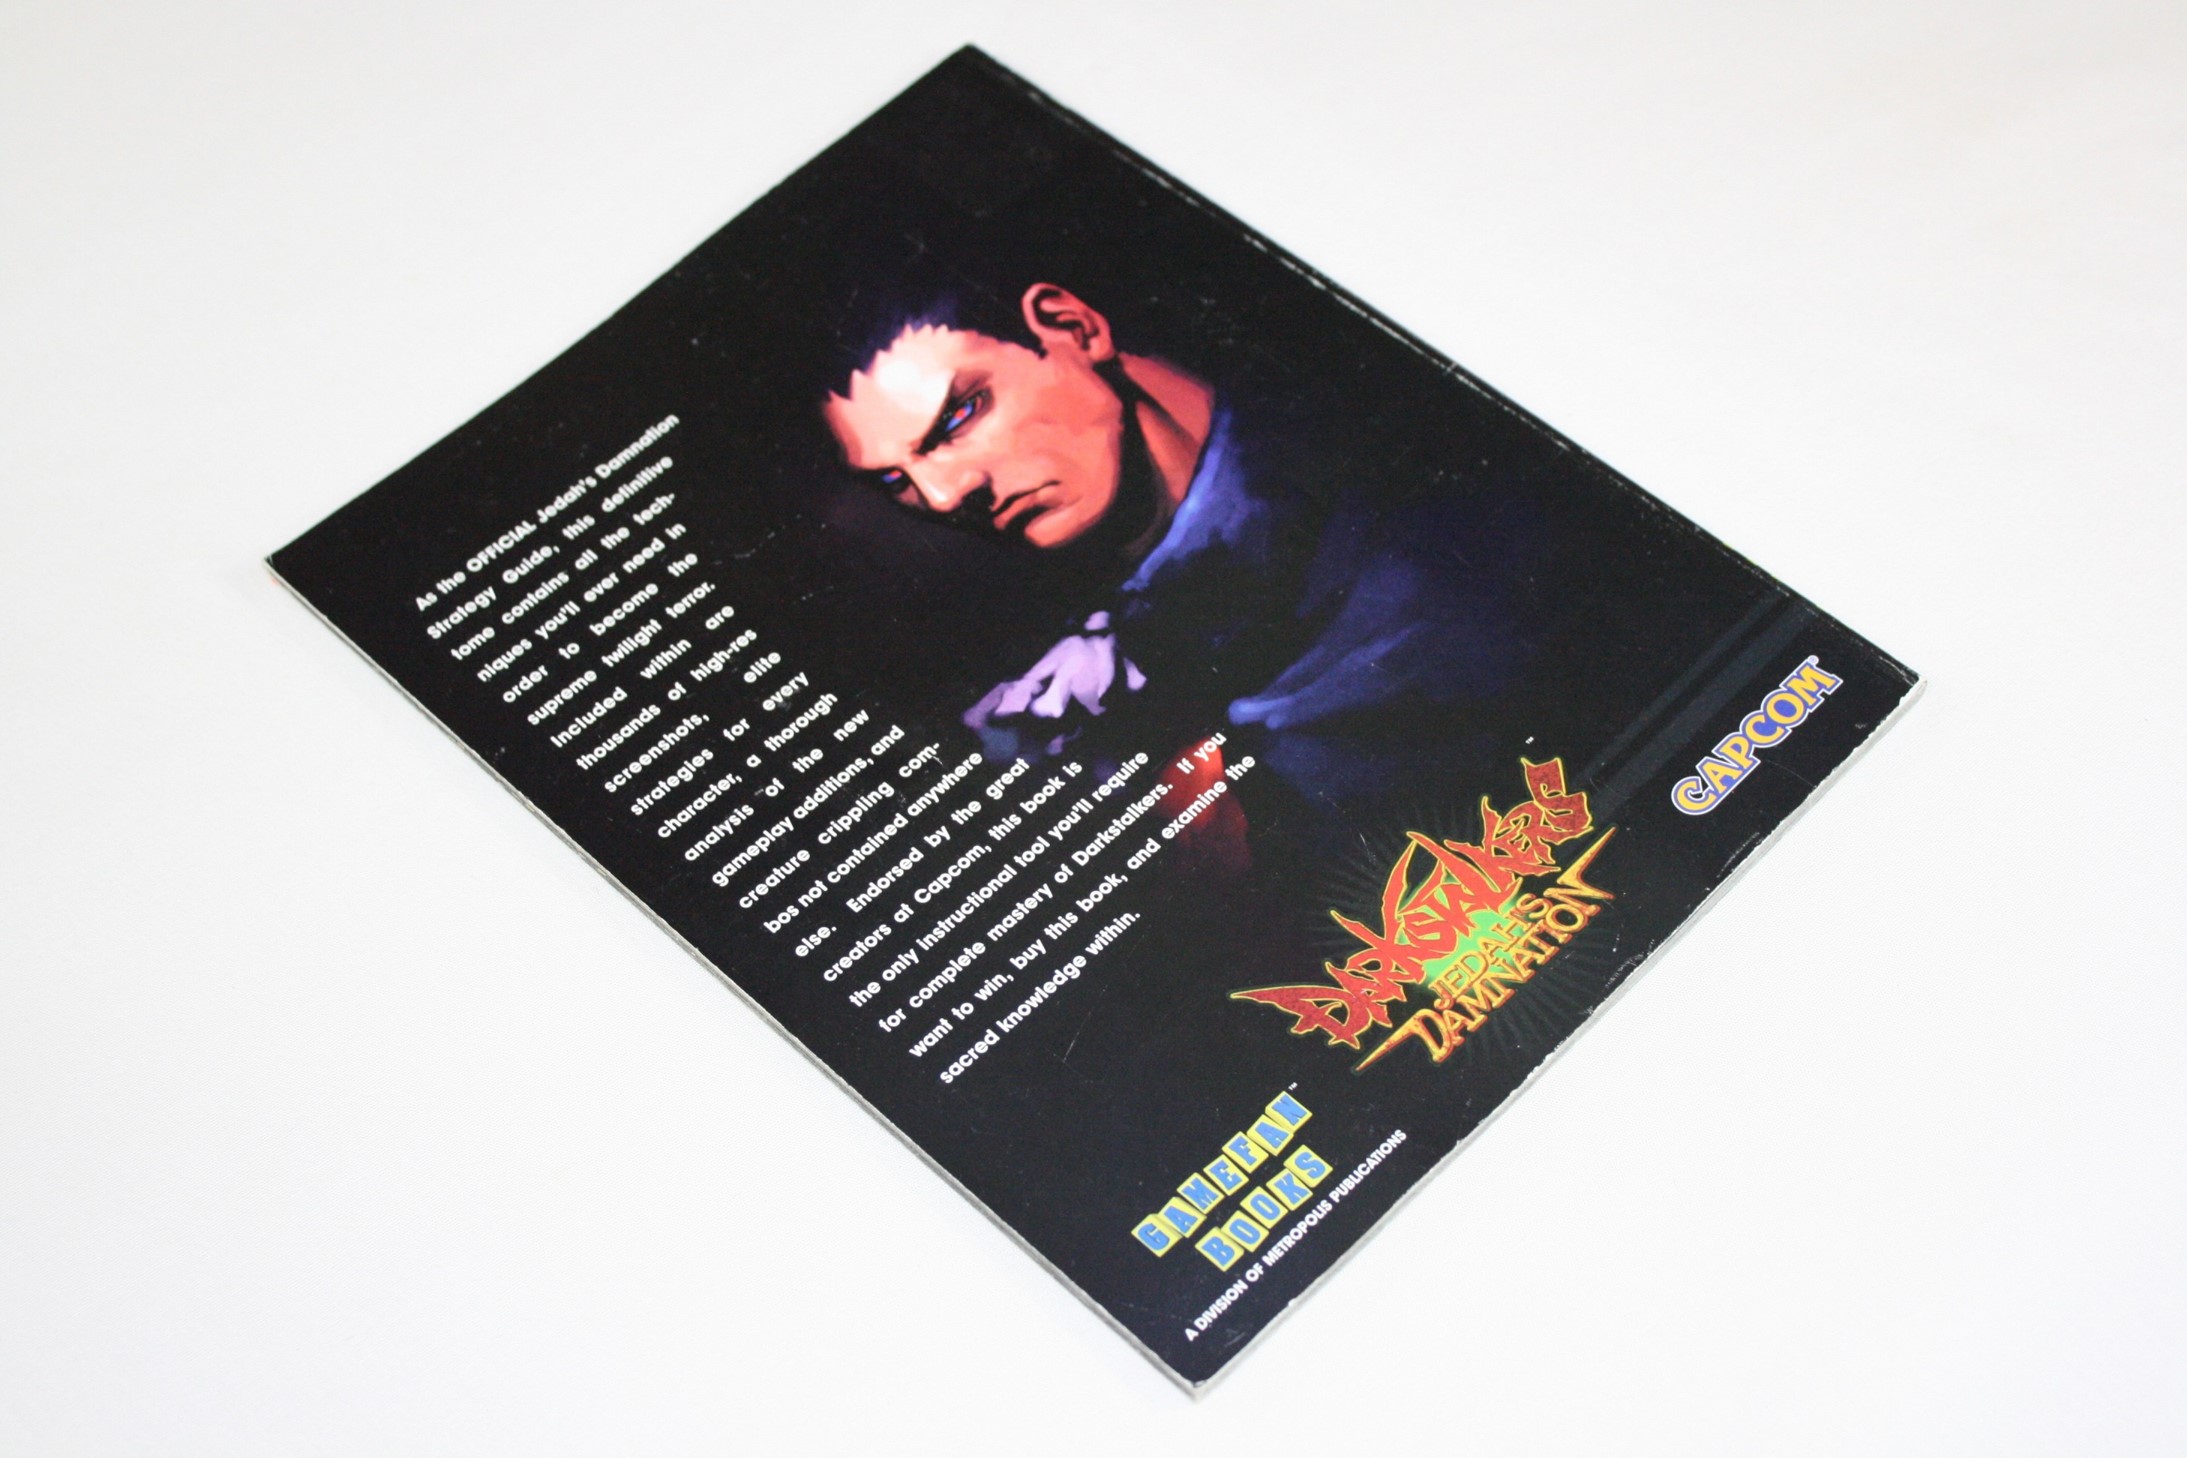 As the OFFICIAL Jedah's Damnation
Strategy Guide, this definitive
tome contains all the tech-
niques you'll ever need in
order to become the
supreme twilight terror.
Included within are
thousands of high-res
screenshots, elite
strategies for every
character, a thorough
analysis of the new
gameplay additions, and
creature crippling com-
bos not contained anywhere
else. Endorsed by the great
creators at Capcom, this book is
the only instructional tool you'll require
for complete mastery of Darkstalkers. If you
want to win, buy this book, and examine the
sacred knowledge within.
GAMEFAN™
BOOKS
A DIVISION OF METROPOLIS PUBLICATIONS
DARKSTALKERS™
JEDAH'S
DAMNATION
CAPCOM®